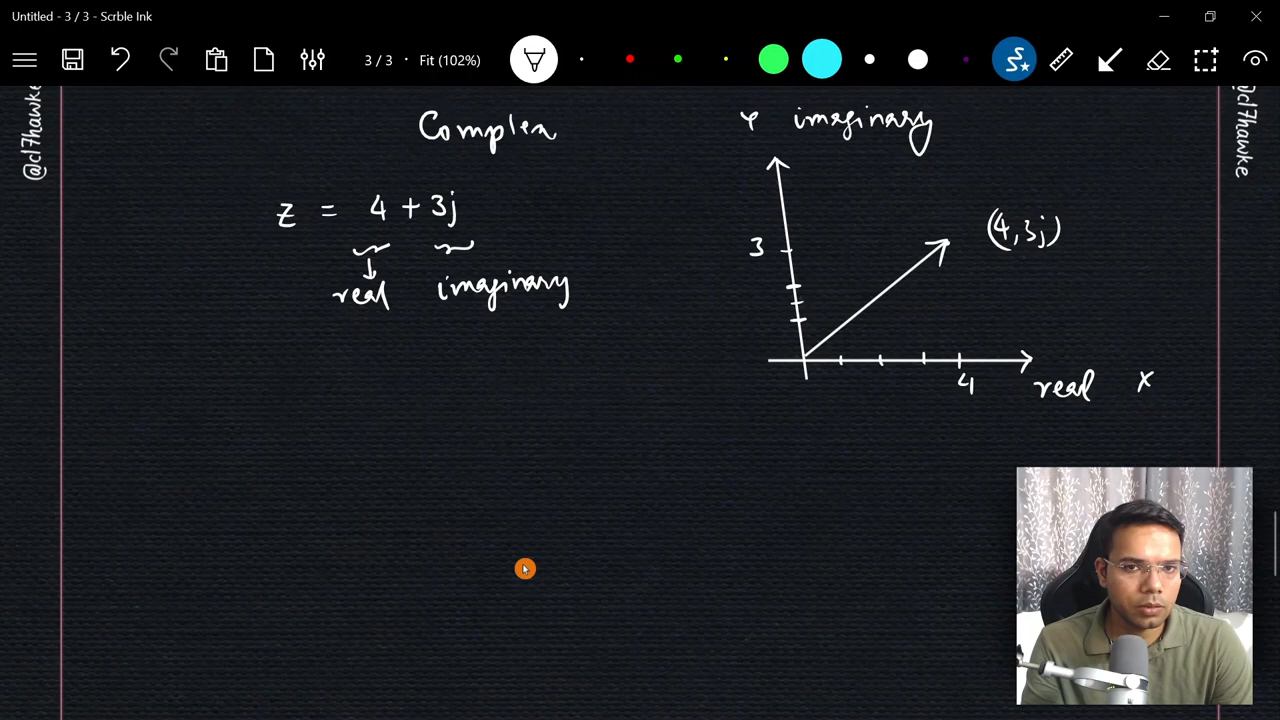 Untitled - 3 / 3 - Scrble Ink
3 / 3 · Fit (102%)
@cl7hawke
@cl7hawke
Complex
z = 4 + 3j
real
imaginary
Y imaginary
3
(4,3j)
4
real X